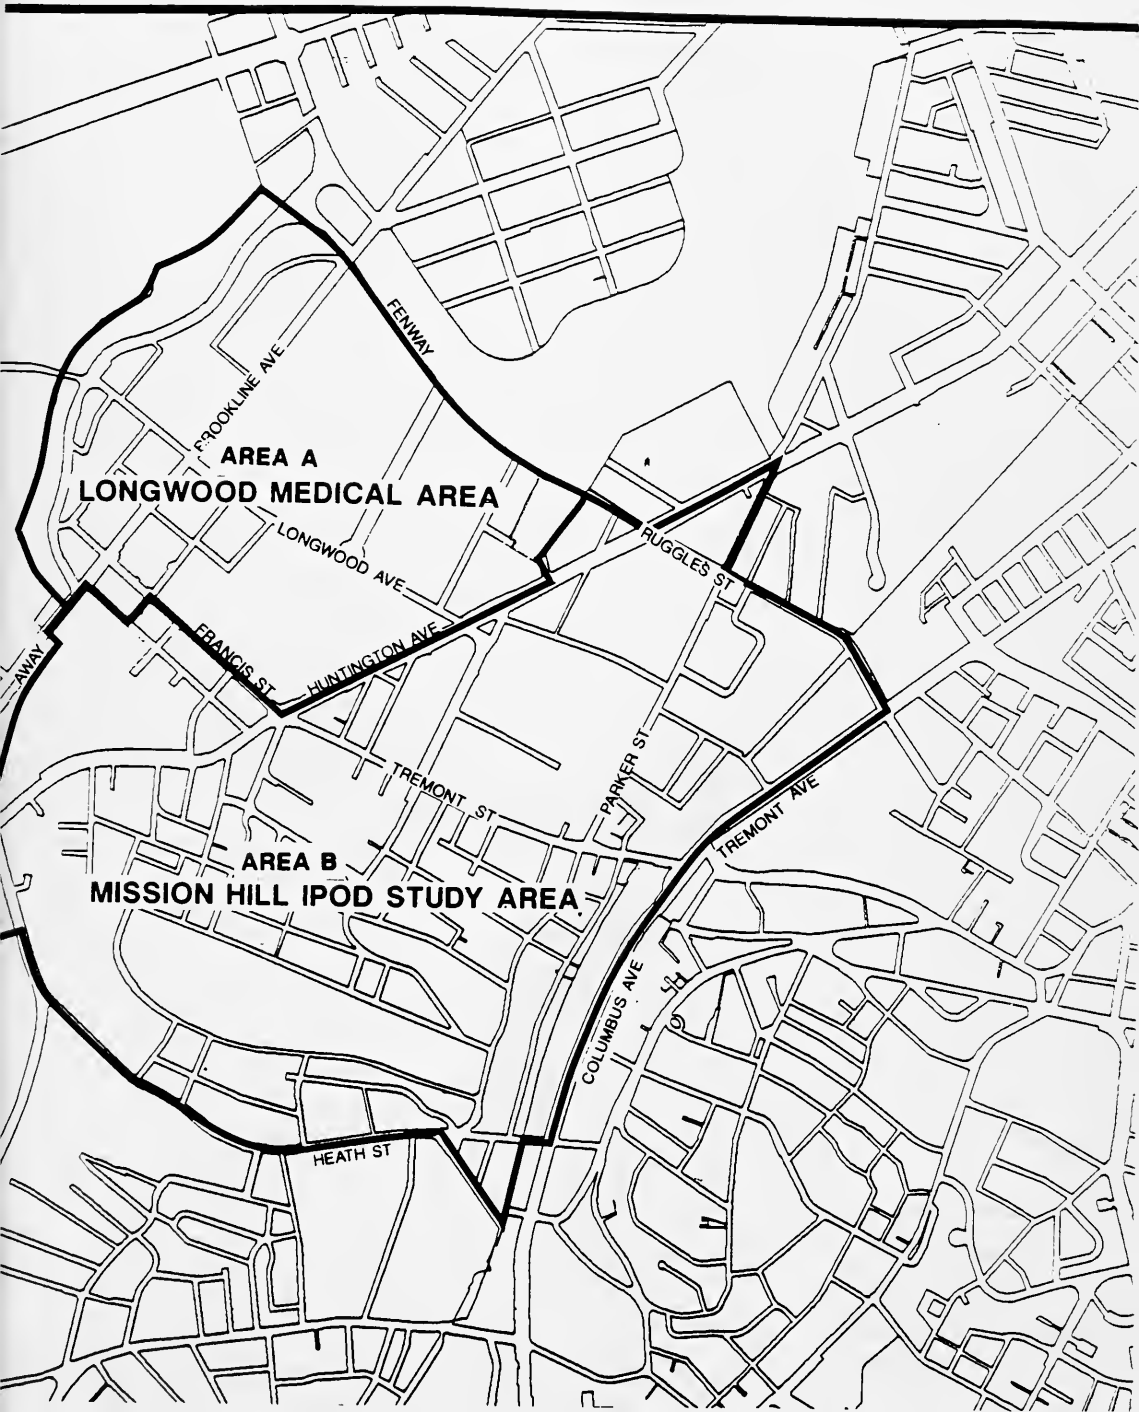 FENWAY
BROOKLINE AVE
AREA A
LONGWOOD MEDICAL AREA
LONGWOOD AVE
RUGGLES ST
FRANCIS ST
HUNTINGTON AVE
AWAY
PARKER ST
TREMONT ST
TREMONT AVE
AREA B
MISSION HILL IPOD STUDY AREA
COLUMBUS AVE
HEATH ST